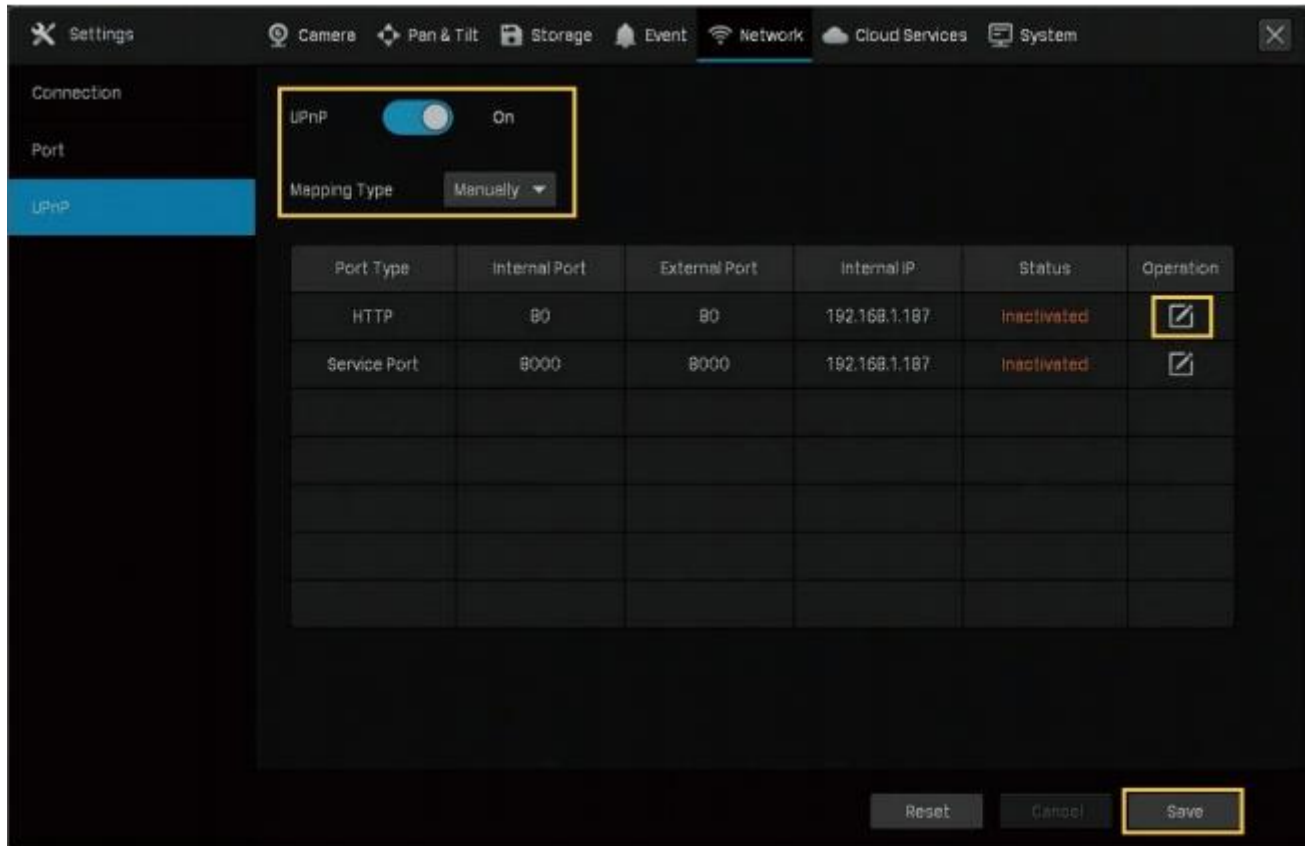 Settings Camera Pan & Tilt Storage Event Network Cloud Services System
Connection
UPnP On
Port
Mapping Type Manually
UPnP
Port Type Internal Port External Port Internal IP Status Operation
HTTP 80 80 192.168.1.187 Inactivated
Service Port 8000 8000 192.168.1.187 Inactivated
Reset Cancel Save